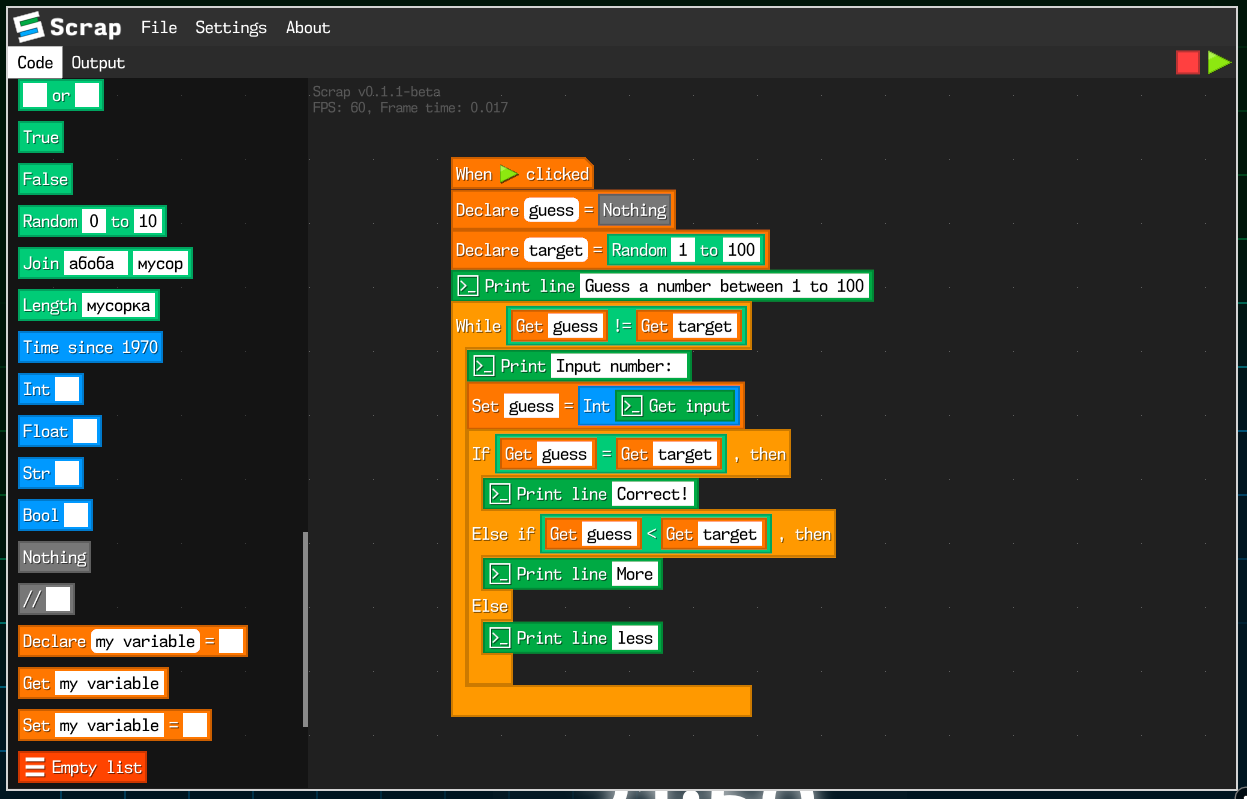 Scrap File Settings About
Code Output
Scrap v0.1.1-beta
FPS: 60, Frame time: 0.017
or
True
False
Random 0 to 10
Join абоба мусор
Length мусорка
Time since 1970
Int
Float
Str
Bool
Nothing
//
Declare my variable =
Get my variable
Set my variable =
Empty list
When clicked
Declare guess = Nothing
Declare target = Random 1 to 100
>_ Print line Guess a number between 1 to 100
While Get guess != Get target
>_ Print Input number:
Set guess = Int >_ Get input
If Get guess = Get target , then
>_ Print line Correct!
Else if Get guess < Get target , then
>_ Print line More
Else
>_ Print line less